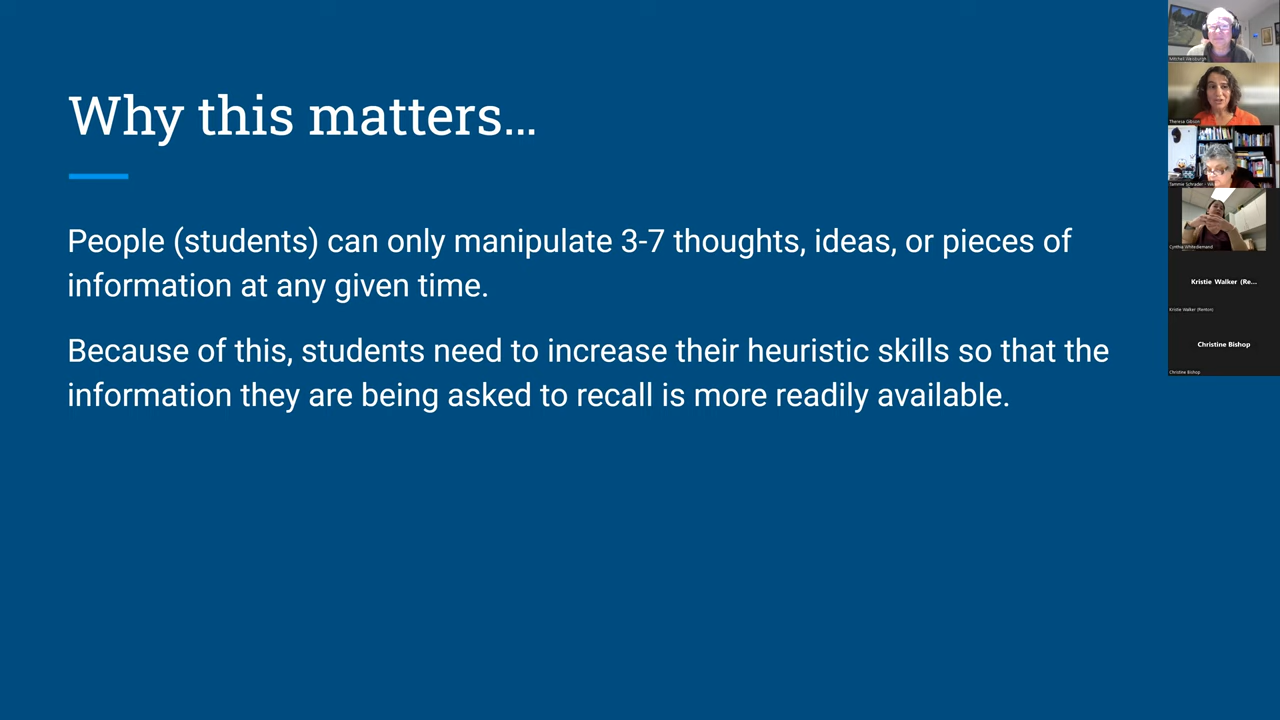 Why this matters...
People (students) can only manipulate 3-7 thoughts, ideas, or pieces of
information at any given time.
Because of this, students need to increase their heuristic skills so that the
information they are being asked to recall is more readily available.
Theresa Gibson
Kristie Walker (Re...
Kristie Walker (Renton)
Christine Bishop
Christine Bishop